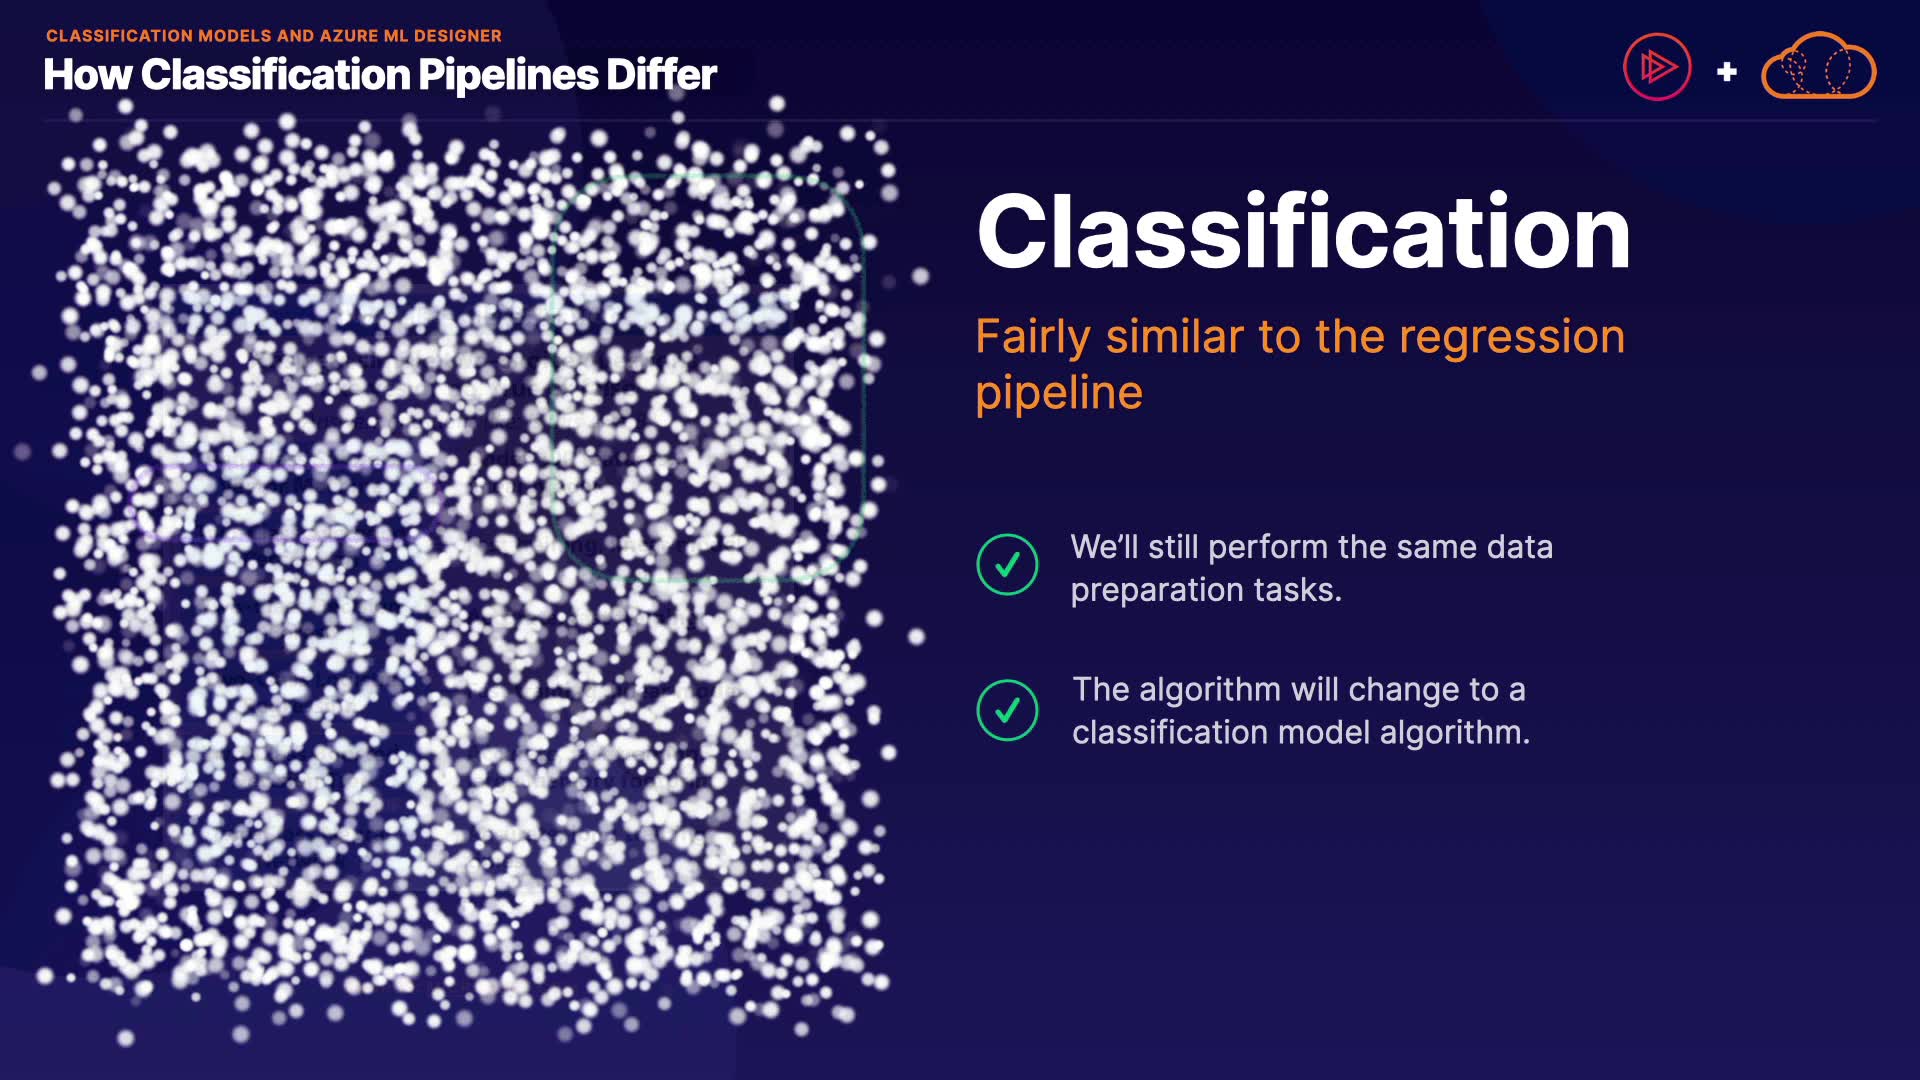 CLASSIFICATION MODELS AND AZURE ML DESIGNER
How Classification Pipelines Differ
Classification
Fairly similar to the regression
pipeline
We’ll still perform the same data
preparation tasks.
The algorithm will change to a
classification model algorithm.